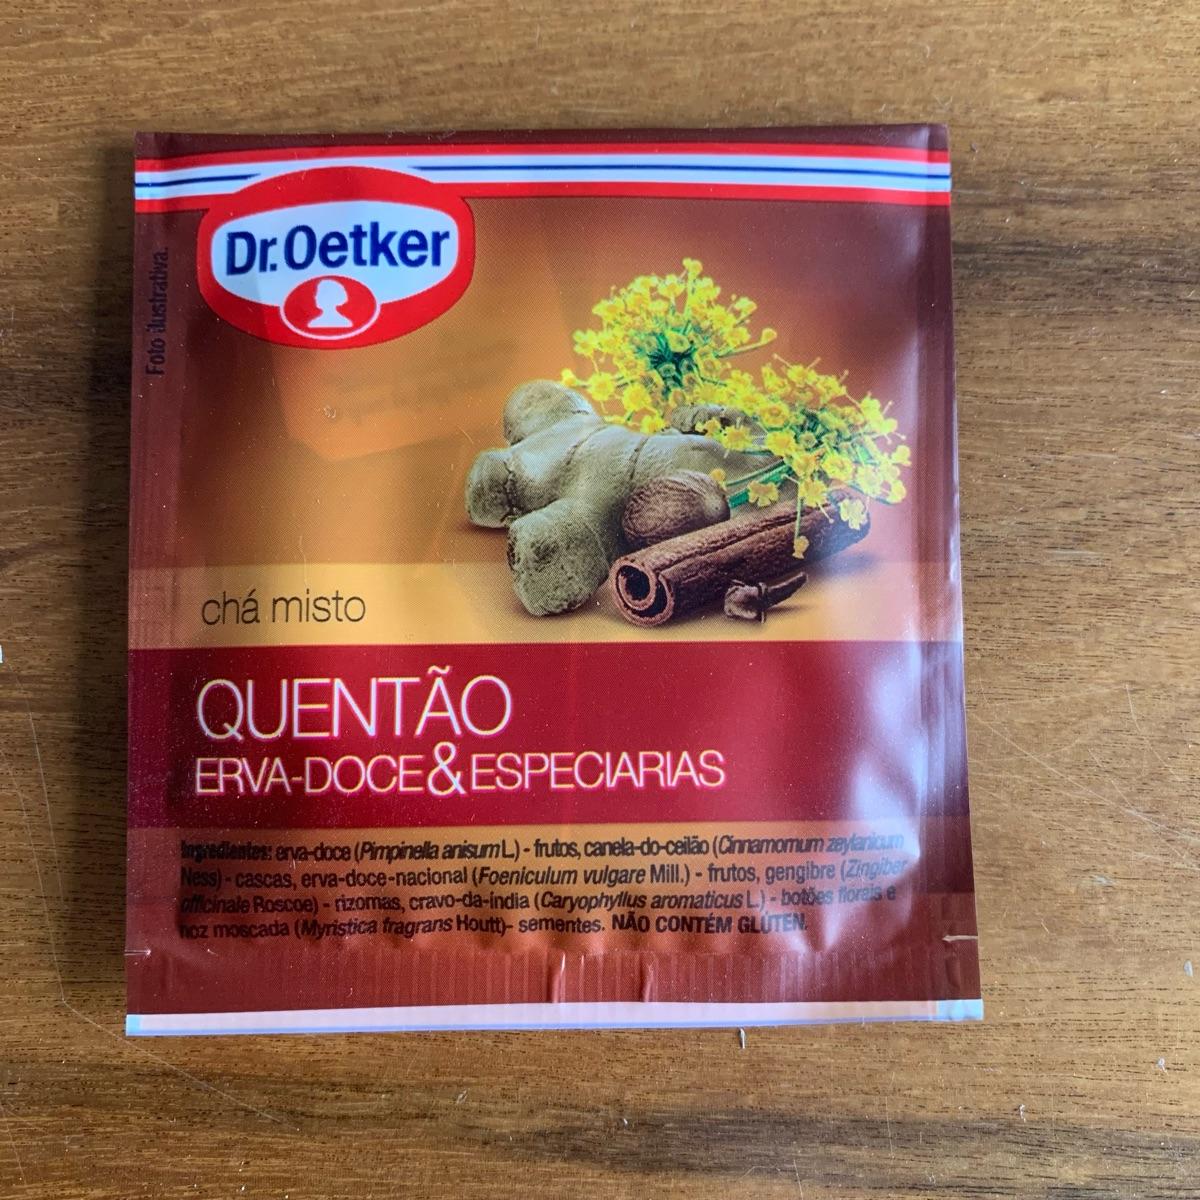 Dr. Oetker
Foto ilustrativa.
chá misto
QUENTÃO
ERVA-DOCE & ESPECIARIAS
Ingredientes: erva-doce (Pimpinella anisum L.) - frutos, canela-do-ceilão (Cinnamomum zeylanicum
Ness) - cascas, erva-doce-nacional (Foeniculum vulgare Mill.) - frutos, gengibre (Zingiber
officinale Roscoe) - rizomas, cravo-da-índia (Caryophyllus aromaticus L.) - botões florais e
noz moscada (Myristica fragrans Houtt)- sementes. NÃO CONTÉM GLÚTEN.